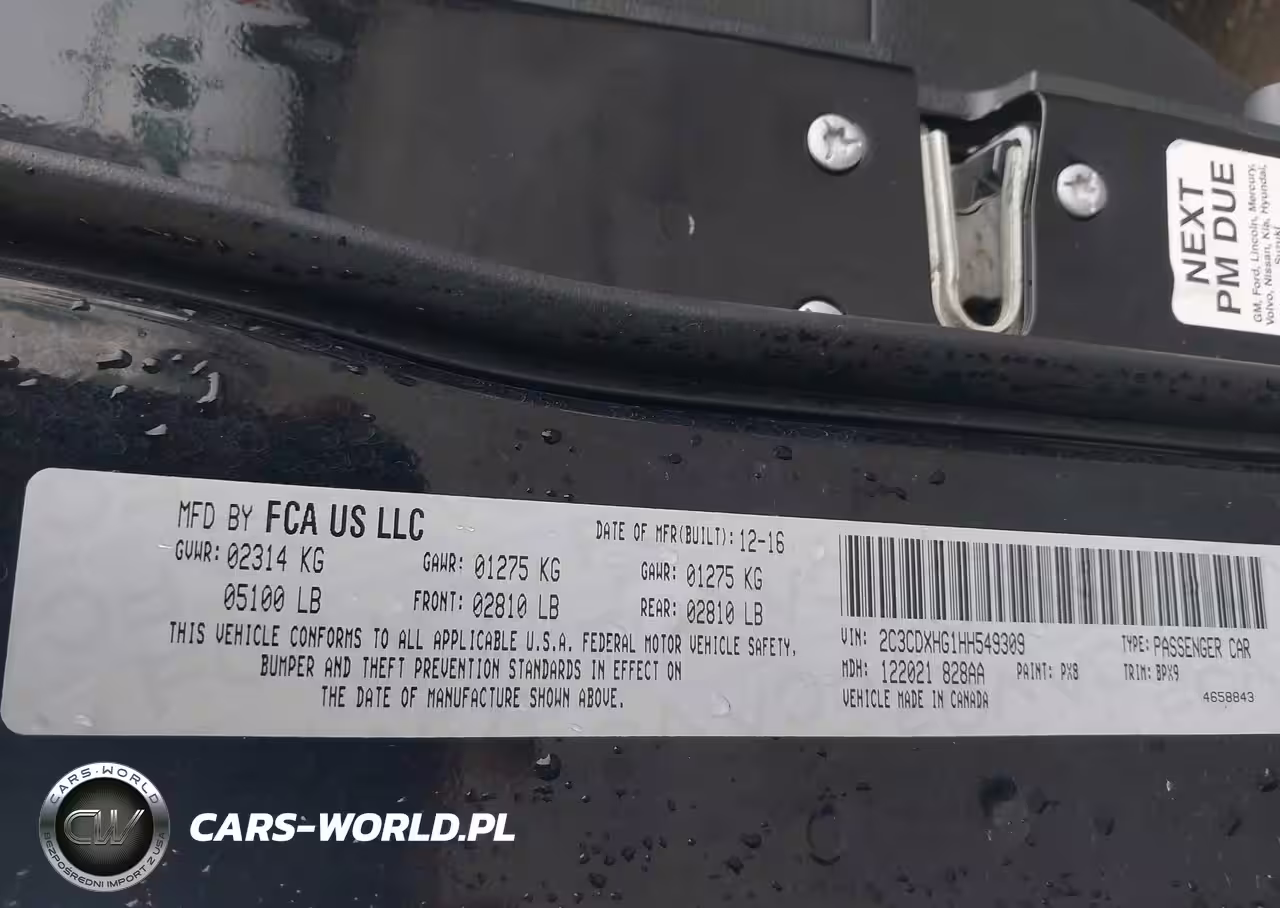 NEXT
PM DUE
GM, Ford, Lincoln, Mercury,
Volvo, Nissan, Kia, Hyundai,
Suzuki
MFD BY FCA US LLC
DATE OF MFR(BUILT): 12-16
GVWR: 02314 KG
GAWR: 01275 KG
GAWR: 01275 KG
05100 LB
FRONT: 02810 LB
REAR: 02810 LB
THIS VEHICLE CONFORMS TO ALL APPLICABLE U.S.A. FEDERAL MOTOR VEHICLE SAFETY,
BUMPER AND THEFT PREVENTION STANDARDS IN EFFECT ON
THE DATE OF MANUFACTURE SHOWN ABOVE.
VIN: 2C3CDXHG1HH549309
TYPE: PASSENGER CAR
MDH: 122021 828AA
PAINT: PX8
TRIM: BPX9
VEHICLE MADE IN CANADA
4658843
CARS-WORLD
CW
BEZPOŚREDNI IMPORT Z USA
CARS-WORLD.PL